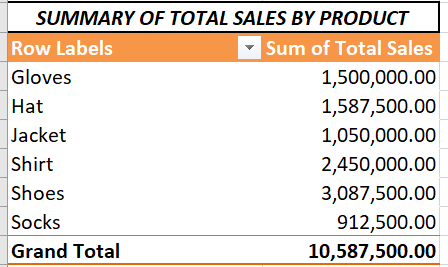 SUMMARY OF TOTAL SALES BY PRODUCT
Row Labels Sum of Total Sales
Gloves 1,500,000.00
Hat 1,587,500.00
Jacket 1,050,000.00
Shirt 2,450,000.00
Shoes 3,087,500.00
Socks 912,500.00
Grand Total 10,587,500.00